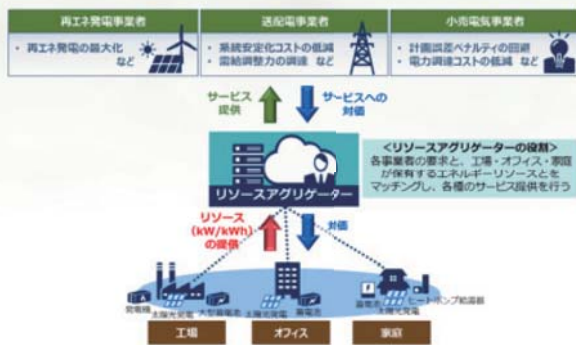 再エネ発電事業者
・ 再エネ発電の最大化
など
送配電事業者
・ 系統安定化コストの低減
・ 需給調整力の調達 など
小売電気事業者
・ 計画誤差ペナルティの回避
・ 電力調達コストの低減 など
サービス
提供
サービスへの
対価
リソースアグリゲーター
<リソースアグリゲーターの役割>
各事業者の要求と、工場・オフィス・家庭
が保有するエネルギーリソースとを
マッチングし、各種のサービス提供を行う
リソース
(kW/kWh)
の提供
対価
発電機
太陽光発電
大型蓄電池
太陽光発電
蓄電池
蓄電池
太陽光発電
ヒートポンプ給湯器
工場
オフィス
家庭